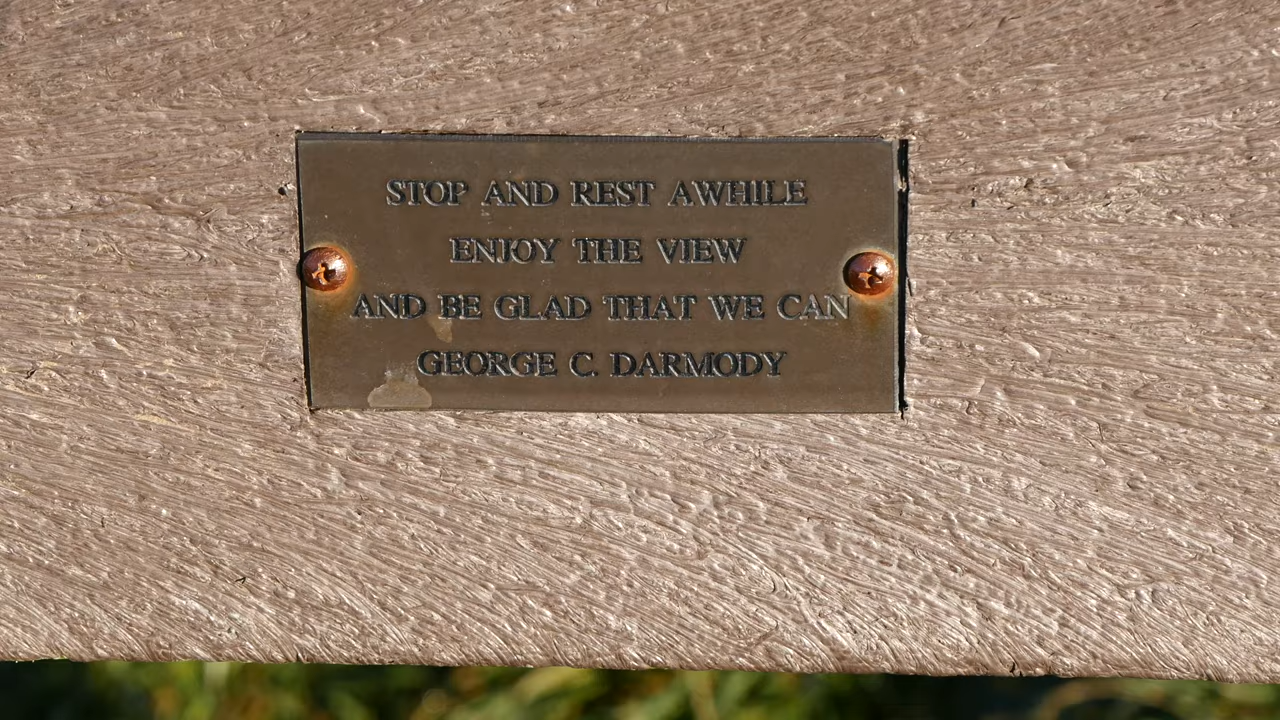 STOP AND REST AWHILE
ENJOY THE VIEW
AND BE GLAD THAT WE CAN
GEORGE C. DARMODY